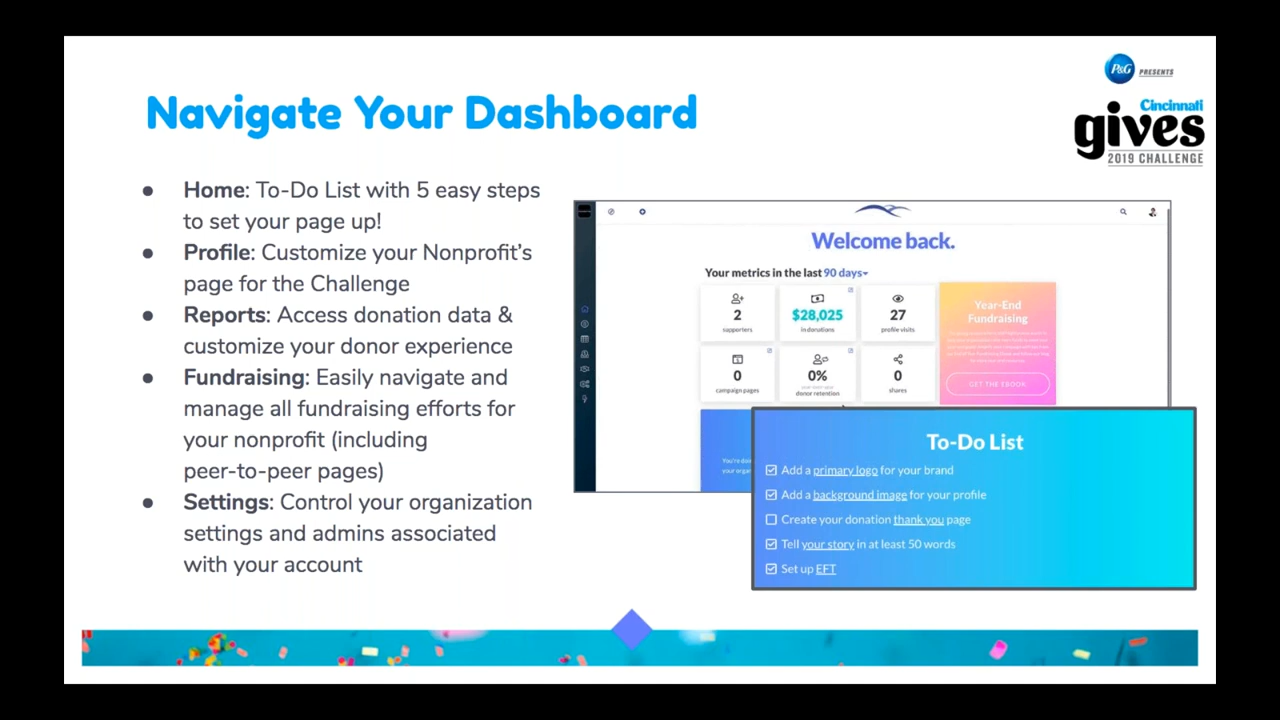 P&G PRESENTS
Cincinnati
gives
2019 CHALLENGE
Navigate Your Dashboard
● Home: To-Do List with 5 easy steps
to set your page up!
● Profile: Customize your Nonprofit's
page for the Challenge
● Reports: Access donation data &
customize your donor experience
● Fundraising: Easily navigate and
manage all fundraising efforts for
your nonprofit (including
peer-to-peer pages)
● Settings: Control your organization
settings and admins associated
with your account
Welcome back.
Your metrics in the last 90 days
2
supporters
$28,025
in donations
27
profile visits
0
campaign pages
0%
donor retention
0
shares
Year-End
Fundraising
GET THE EBOOK
You're doi
your organ
To-Do List
Add a primary logo for your brand
Add a background image for your profile
Create your donation thank you page
Tell your story in at least 50 words
Set up EFT